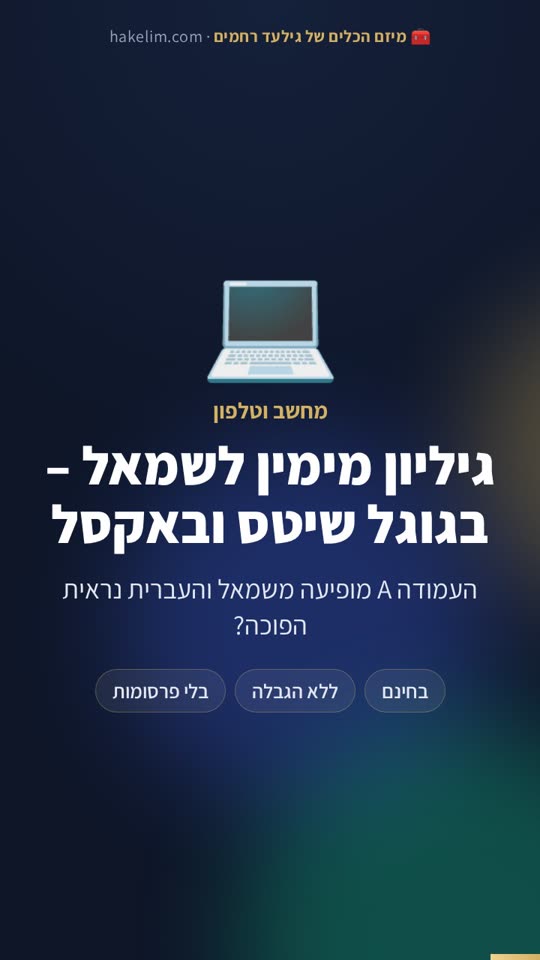 🧰 מיזם הכלים של גילעד רחמים · hakelim.com
מחשב וטלפון
גיליון מימין לשמאל –
בגוגל שיטס ובאקסל
העמודה A מופיעה משמאל והעברית נראית
הפוכה?
בחינם
ללא הגבלה
בלי פרסומות